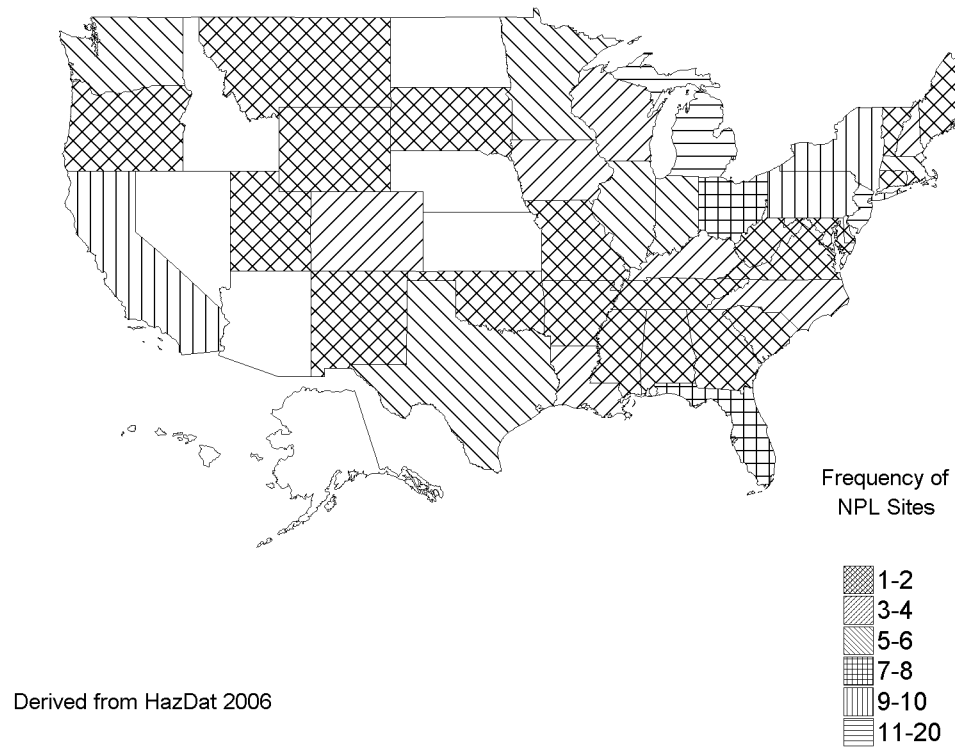 Frequency of
NPL Sites
1-2
3-4
5-6
7-8
9-10
11-20
Derived from HazDat 2006